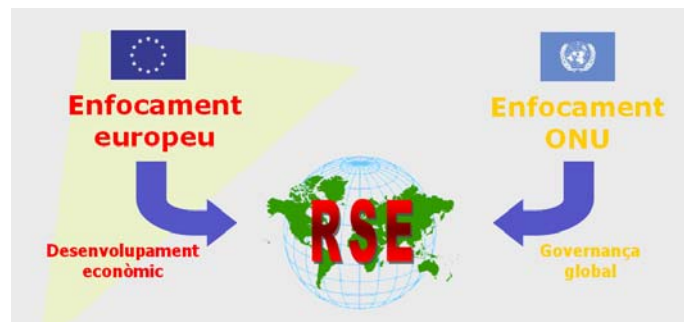 Enfocament
europeu
Enfocament
ONU
RSE
Desenvolupament
econòmic
Governança
global